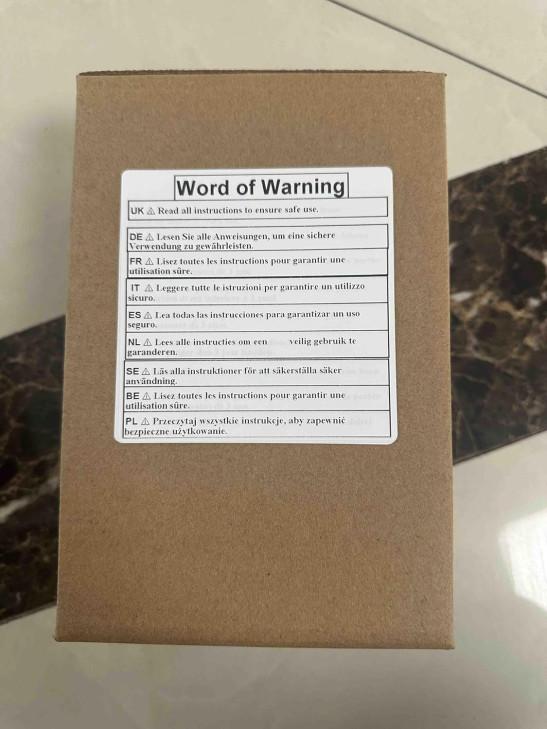 Word of Warning
UK ⚠ Read all instructions to ensure safe use.
DE ⚠ Lesen Sie alle Anweisungen, um eine sichere
Verwendung zu gewährleisten.
FR ⚠ Lisez toutes les instructions pour garantir une
utilisation sûre.
IT ⚠ Leggere tutte le istruzioni per garantire un utilizzo
sicuro.
ES ⚠ Lea todas las instrucciones para garantizar un uso
seguro.
NL ⚠ Lees alle instructies om een veilig gebruik te
garanderen.
SE ⚠ Läs alla instruktioner för att säkerställa säker
användning.
BE ⚠ Lisez toutes les instructions pour garantir une
utilisation sûre.
PL ⚠ Przeczytaj wszystkie instrukcje, aby zapewnić
bezpieczne użytkowanie.